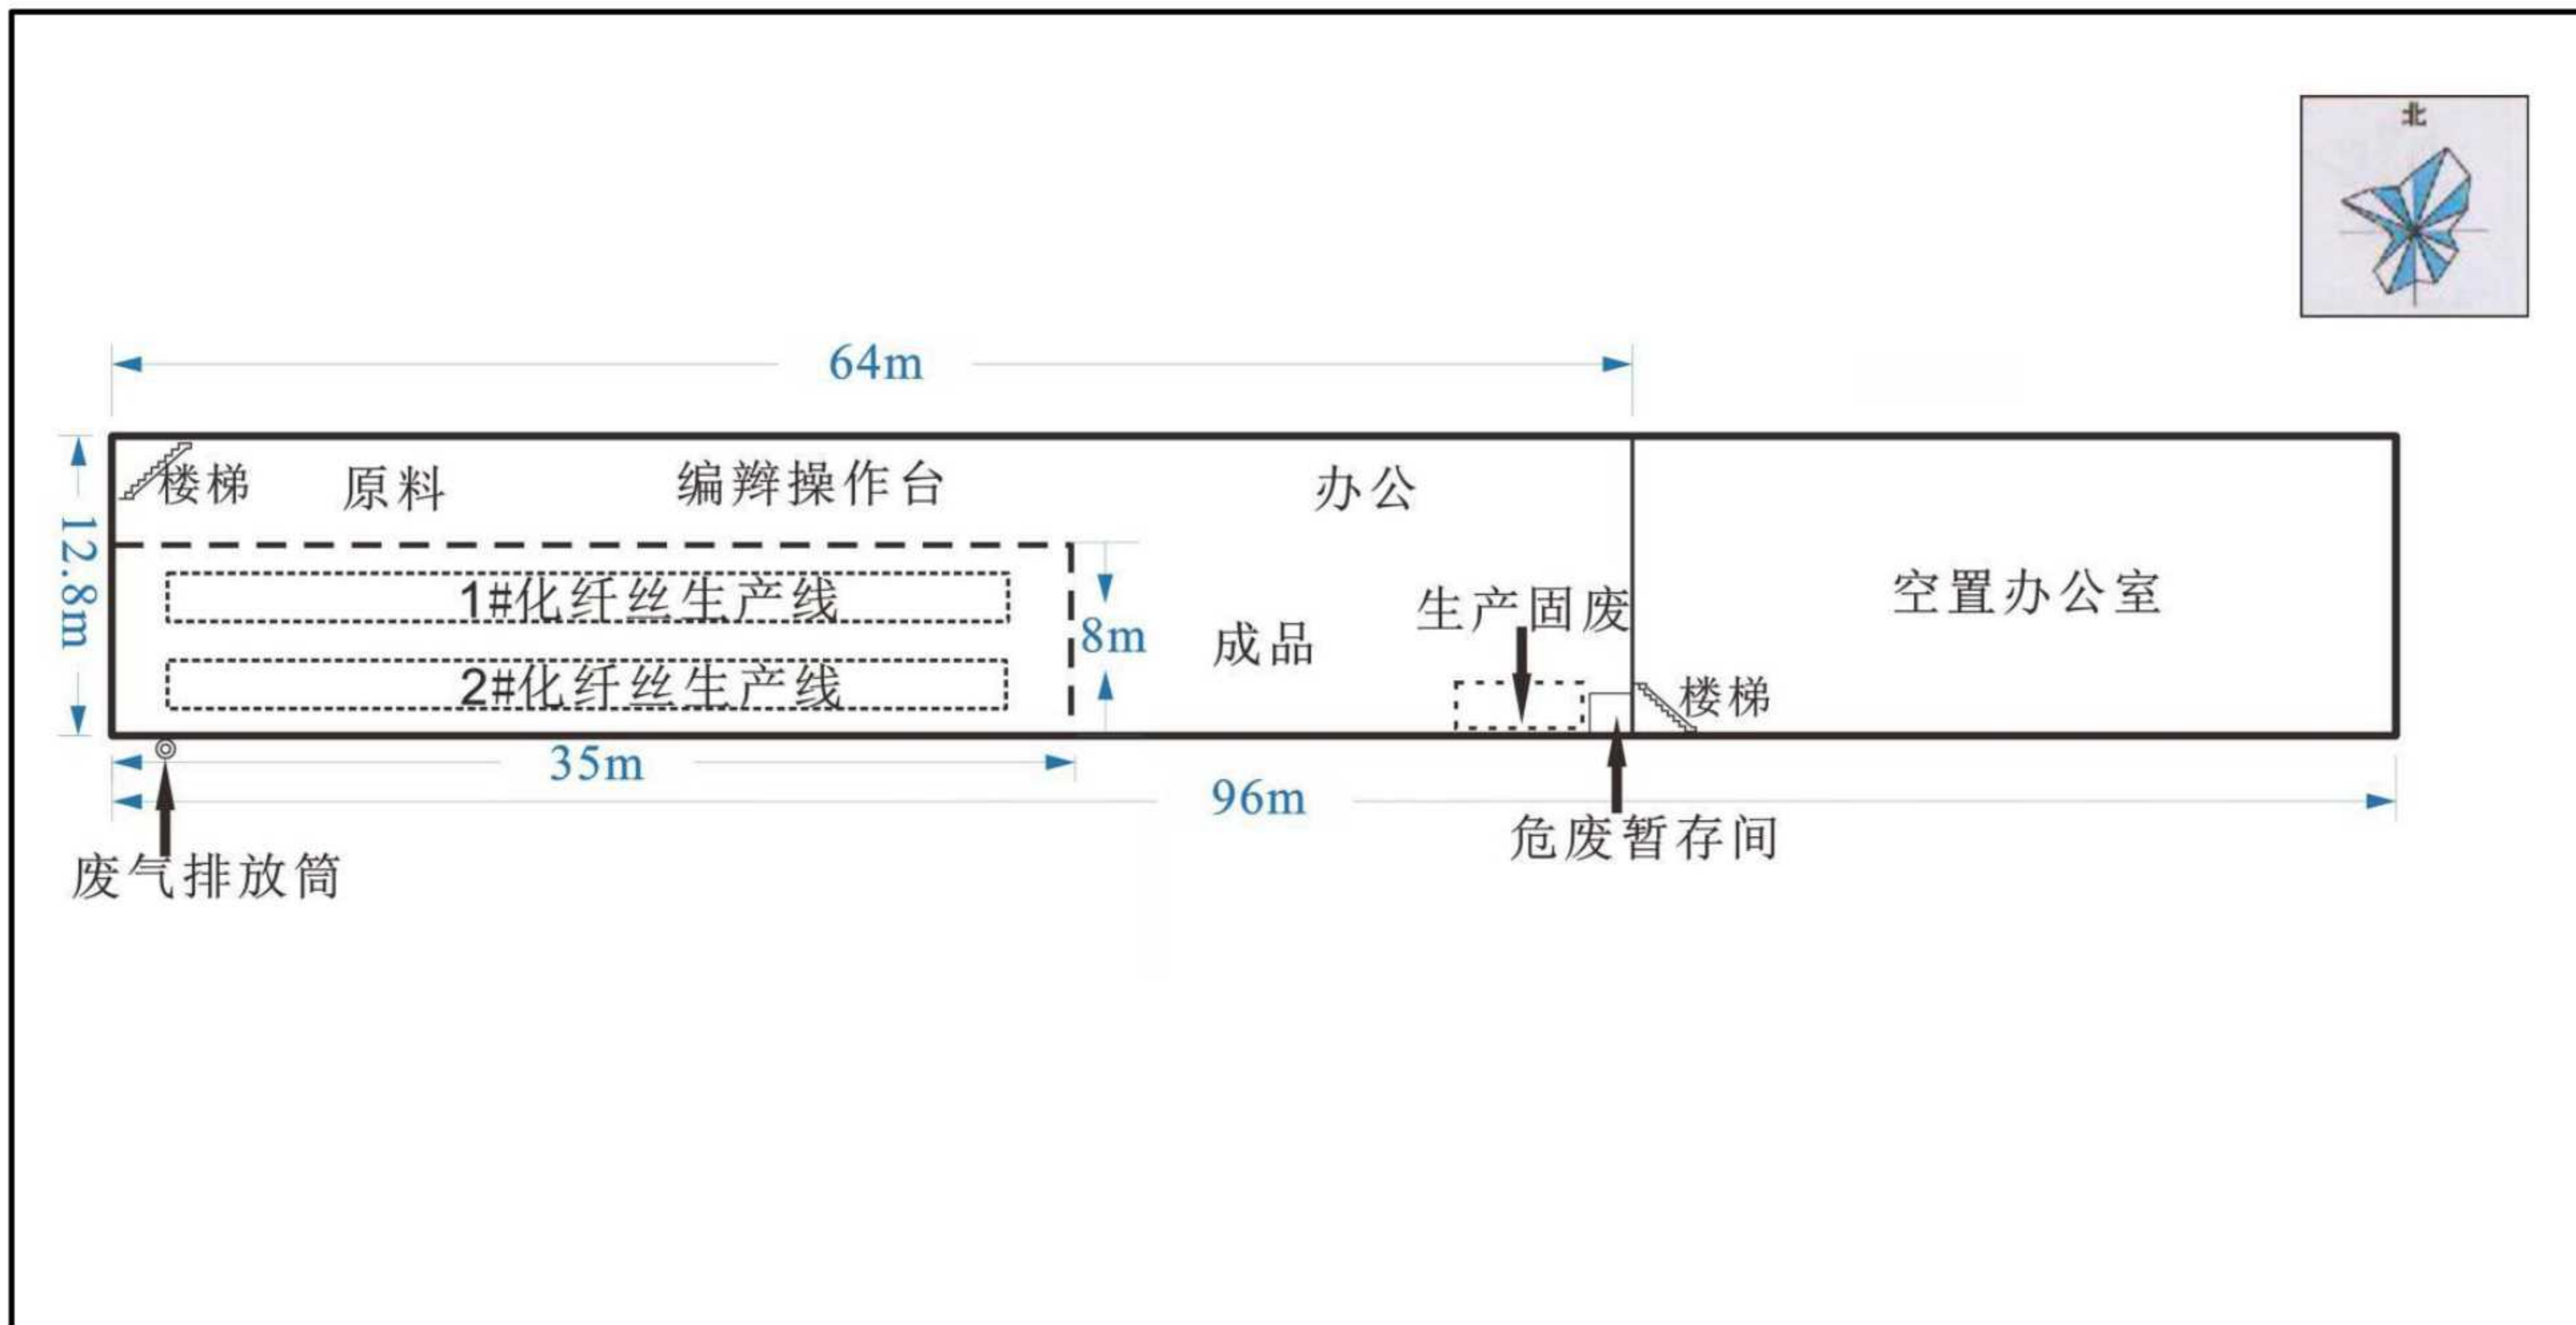 北
64m
楼梯
原料
编辫操作台
办公
12.8m
1#化纤丝生产线
8m
2#化纤丝生产线
成品
生产固废
空置办公室
楼梯
35m
96m
废气排放筒
危废暂存间